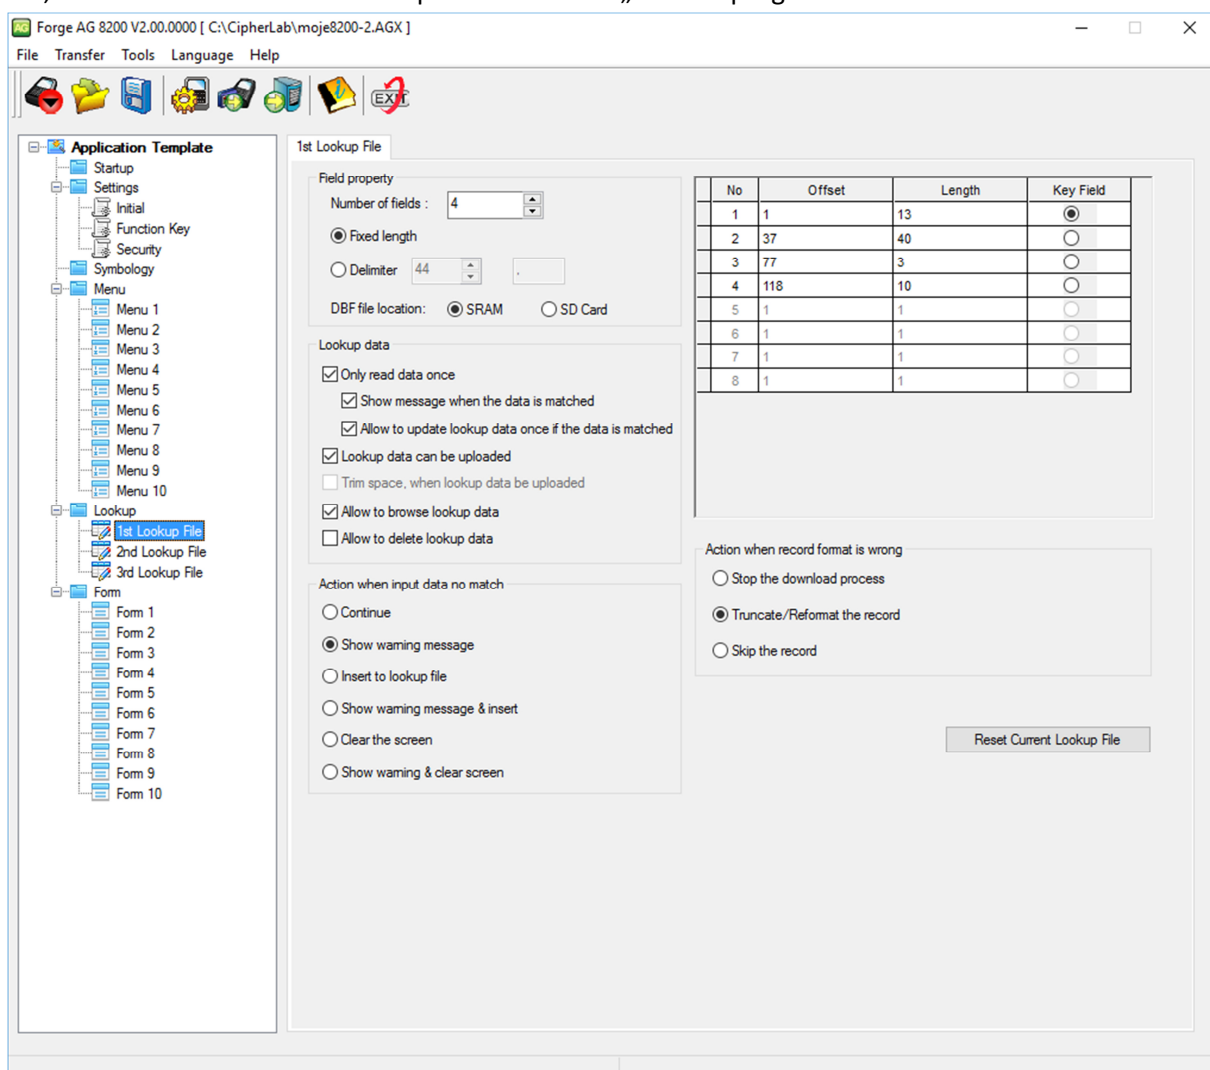 Forge AG 8200 V2.00.0000 [ C:\CipherLab\moje8200-2.AGX ]
File Transfer Tools Language Help
EXIT
Application Template
Startup
Settings
Initial
Function Key
Security
Symbology
Menu
Menu 1
Menu 2
Menu 3
Menu 4
Menu 5
Menu 6
Menu 7
Menu 8
Menu 9
Menu 10
Lookup
1st Lookup File
2nd Lookup File
3rd Lookup File
Form
Form 1
Form 2
Form 3
Form 4
Form 5
Form 6
Form 7
Form 8
Form 9
Form 10
1st Lookup File
Field property
Number of fields : 4
Fixed length
Delimiter 44 ,
DBF file location: SRAM SD Card
Lookup data
Only read data once
Show message when the data is matched
Allow to update lookup data once if the data is matched
Lookup data can be uploaded
Trim space, when lookup data be uploaded
Allow to browse lookup data
Allow to delete lookup data
Action when input data no match
Continue
Show warning message
Insert to lookup file
Show warning message & insert
Clear the screen
Show warning & clear screen
No Offset Length Key Field
1 1 13
2 37 40
3 77 3
4 118 10
5 1 1
6 1 1
7 1 1
8 1 1
Action when record format is wrong
Stop the download process
Truncate/Reformat the record
Skip the record
Reset Current Lookup File